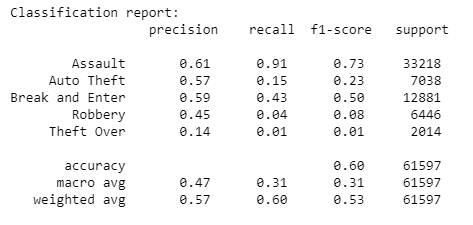 Classification report:
precision recall f1-score support
Assault 0.61 0.91 0.73 33218
Auto Theft 0.57 0.15 0.23 7038
Break and Enter 0.59 0.43 0.50 12881
Robbery 0.45 0.04 0.08 6446
Theft Over 0.14 0.01 0.01 2014
accuracy 0.60 61597
macro avg 0.47 0.31 0.31 61597
weighted avg 0.57 0.60 0.53 61597